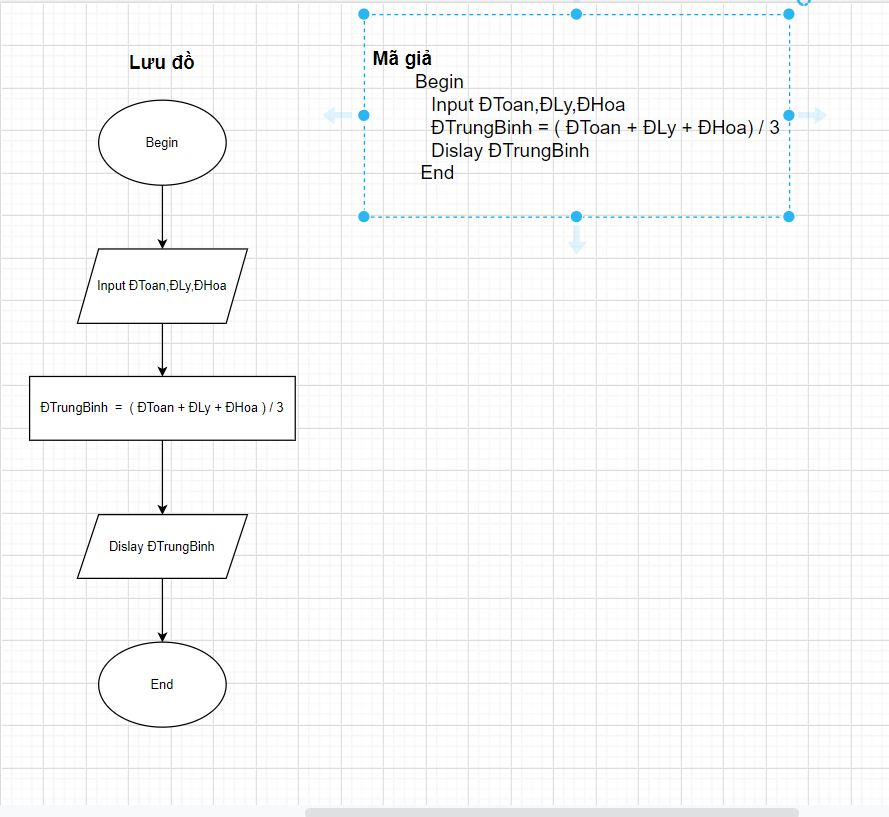 Lưu đồ
Begin
Input ĐToan,ĐLy,ĐHoa
ĐTrungBinh = ( ĐToan + ĐLy + ĐHoa ) / 3
Dislay ĐTrungBinh
End
Mã giả
Begin
Input ĐToan,ĐLy,ĐHoa
ĐTrungBinh = ( ĐToan + ĐLy + ĐHoa) / 3
Dislay ĐTrungBinh
End